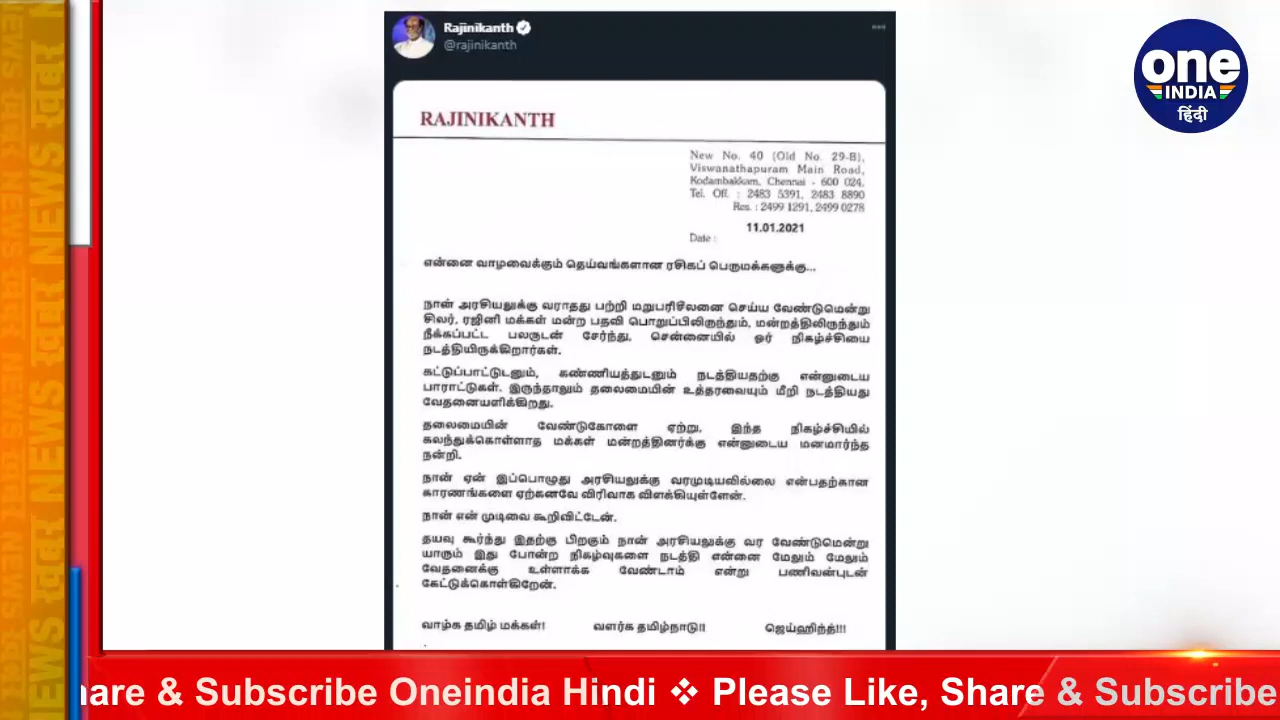 Rajinikanth
@rajinikanth
one
INDIA
हिंदी
RAJINIKANTH
New No. 40 (Old No. 29-B),
Viswanathapuram Main Road,
Kodambakkam, Chennai - 600 024.
Tel. Off. : 2483 5391, 2483 8890
Res. : 2499 1291, 2499 0278
11.01.2021
Date :
என்னை வாழவைக்கும் தெய்வங்களான ரசிகப் பெருமக்களுக்கு...
நான் அரசியலுக்கு வராதது பற்றி மறுபரிசீலனை செய்ய வேண்டுமென்று
சிலர், ரஜினி மக்கள் மன்ற பதவி பொறுப்பிலிருந்தும், மன்றத்திலிருந்தும்
நீக்கப்பட்ட பலருடன் சேர்ந்து, சென்னையில் ஓர் நிகழ்ச்சியை
நடத்தியிருக்கிறார்கள்.
கட்டுப்பாட்டுடனும், கண்ணியத்துடனும் நடத்தியதற்கு என்னுடைய
பாராட்டுகள். இருந்தாலும் தலைமையின் உத்தரவையும் மீறி நடத்தியது
வேதனையளிக்கிறது.
தலைமையின் வேண்டுகோளை ஏற்று, இந்த நிகழ்ச்சியில்
கலந்துக்கொள்ளாத மக்கள் மன்றத்தினர்க்கு என்னுடைய மனமார்ந்த
நன்றி.
நான் ஏன் இப்பொழுது அரசியலுக்கு வரமுடியவில்லை என்பதற்கான
காரணங்களை ஏற்கனவே விரிவாக விளக்கியுள்ளேன்.
நான் என் முடிவை கூறிவிட்டேன்.
தயவு கூர்ந்து இதற்கு பிறகும் நான் அரசியலுக்கு வர வேண்டுமென்று
யாரும் இது போன்ற நிகழ்வுகளை நடத்தி என்னை மேலும் மேலும்
வேதனைக்கு உள்ளாக்க வேண்டாம் என்று பணிவன்புடன்
கேட்டுக்கொள்கிறேன்.
வாழ்க தமிழ் மக்கள்! வளர்க தமிழ்நாடு!! ஜெய்ஹிந்த்!!!
hare & Subscribe Oneindia Hindi ❖ Please Like, Share & Subscribe